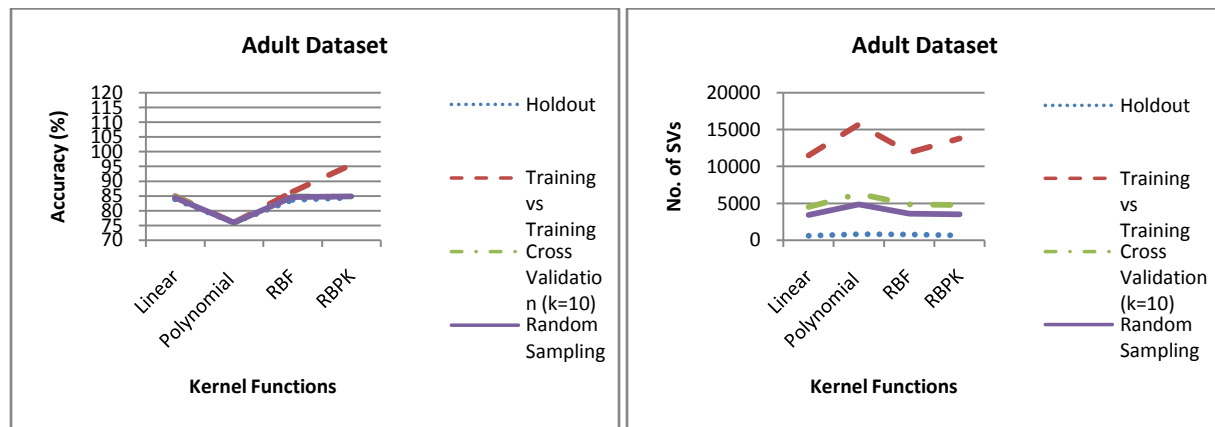 Adult Dataset
Accuracy (%)
120
115
110
105
100
95
90
85
80
75
70
Linear
Polynomial
RBF
RBPK
Kernel Functions
Holdout
Training
vs
Training
Cross
Validatio
n (k=10)
Random
Sampling
Adult Dataset
No. of SVs
20000
15000
10000
5000
0
Linear
Polynomial
RBF
RBPK
Kernel Functions
Holdout
Training
vs
Training
Cross
Validation
(k=10)
Random
Sampling